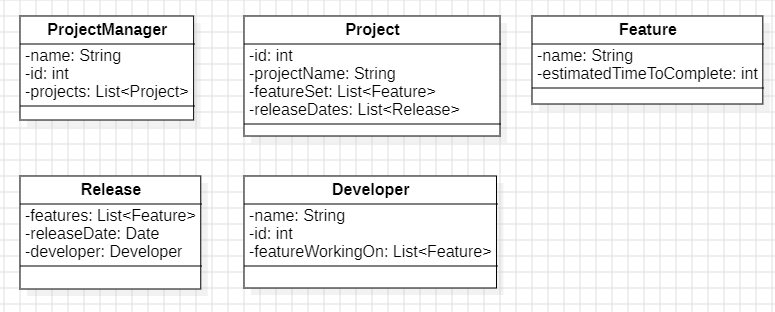 ProjectManager
-name: String
-id: int
-projects: List<Project>
Project
-id: int
-projectName: String
-featureSet: List<Feature>
-releaseDates: List<Release>
Feature
-name: String
-estimatedTimeToComplete: int
Release
-features: List<Feature>
-releaseDate: Date
-developer: Developer
Developer
-name: String
-id: int
-featureWorkingOn: List<Feature>